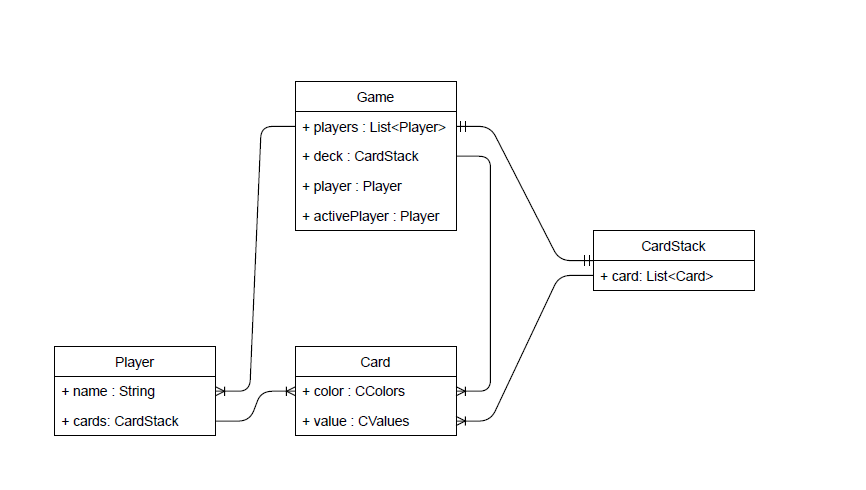 Game
+ players : List<Player>
+ deck : CardStack
+ player : Player
+ activePlayer : Player
CardStack
+ card: List<Card>
Player
+ name : String
+ cards: CardStack
Card
+ color : CColors
+ value : CValues